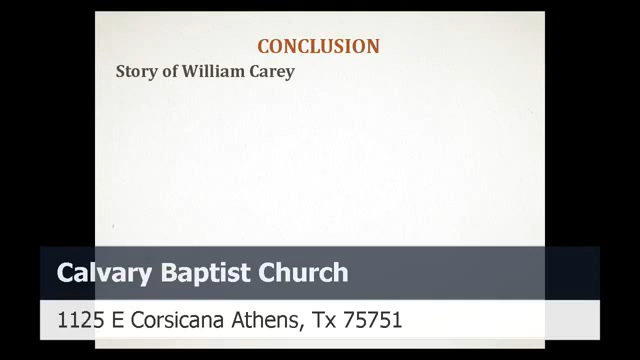 CONCLUSION
Story of William Carey
Calvary Baptist Church
1125 E Corsicana Athens, Tx 75751